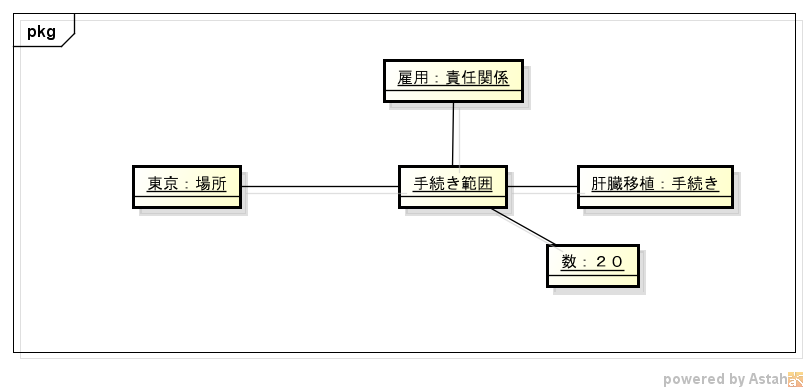 pkg
雇用：責任関係
東京：場所
手続き範囲
肝臓移植：手続き
数：２０
powered by Astah